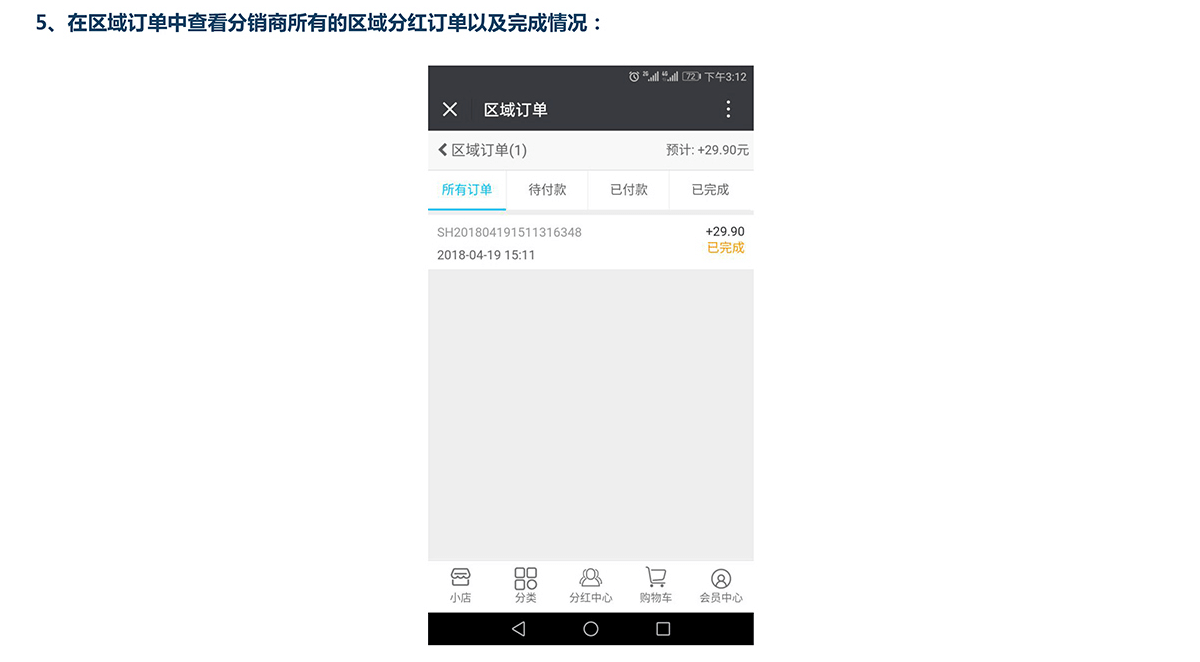 5、在区域订单中查看分销商所有的区域分红订单以及完成情况：
2G 4G 72 下午3:12
区域订单
区域订单(1) 预计: +29.90元
所有订单 待付款 已付款 已完成
SH201804191511316348 +29.90
已完成
2018-04-19 15:11
小店 分类 分红中心 购物车 会员中心